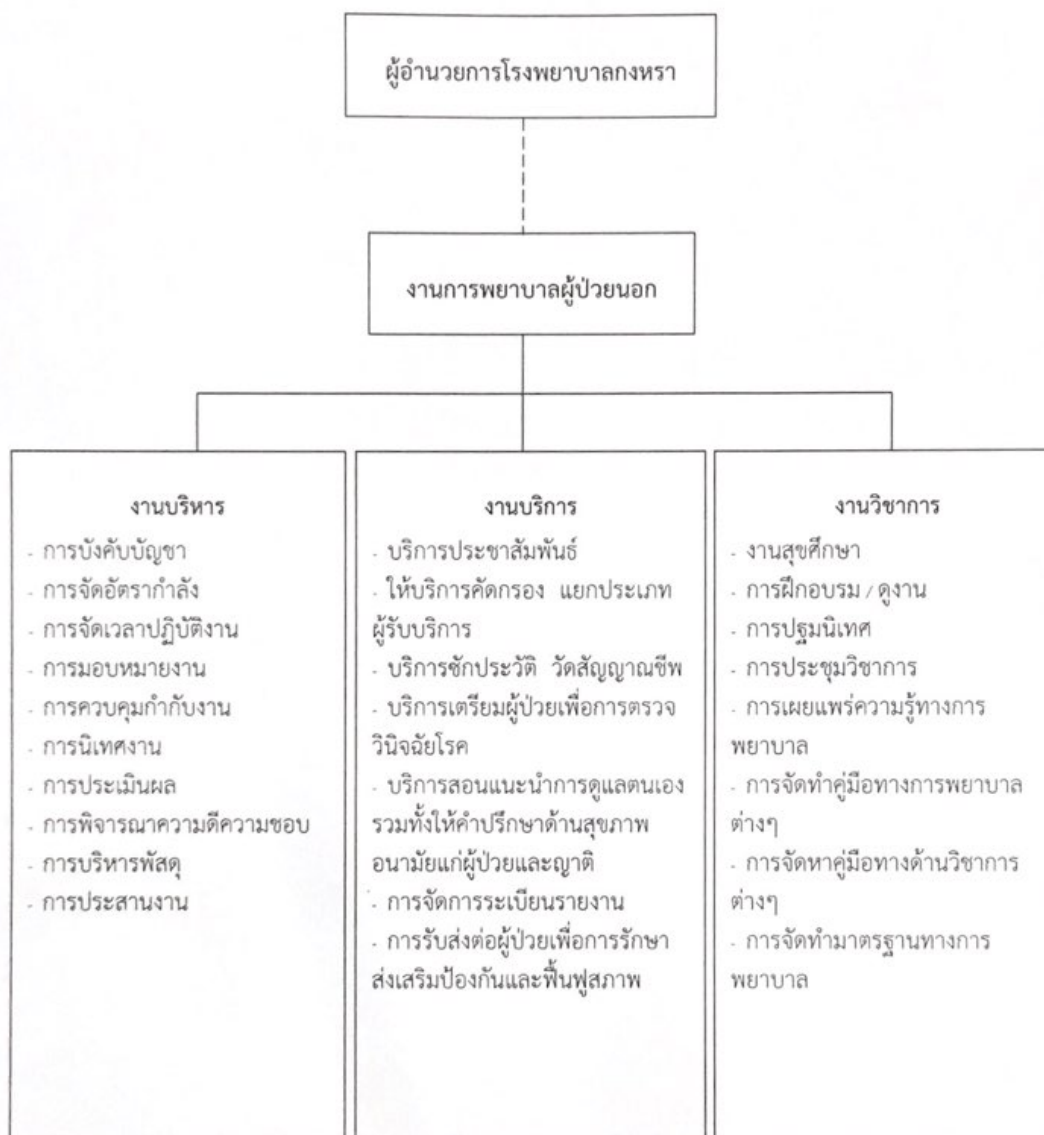 ผู้อำนวยการโรงพยาบาลกงหรา
งานการพยาบาลผู้ป่วยนอก
งานบริหาร
- การบังคับบัญชา
- การจัดอัตรากำลัง
- การจัดเวลาปฏิบัติงาน
- การมอบหมายงาน
- การควบคุมกำกับงาน
- การนิเทศงาน
- การประเมินผล
- การพิจารณาความดีความชอบ
- การบริหารพัสดุ
- การประสานงาน
งานบริการ
- บริการประชาสัมพันธ์
- ให้บริการคัดกรอง แยกประเภท
ผู้รับบริการ
- บริการซักประวัติ วัดสัญญาณชีพ
- บริการเตรียมผู้ป่วยเพื่อการตรวจ
วินิจฉัยโรค
- บริการสอนแนะนำการดูแลตนเอง
รวมทั้งให้คำปรึกษาด้านสุขภาพ
อนามัยแก่ผู้ป่วยและญาติ
- การจัดการระเบียนรายงาน
- การรับส่งต่อผู้ป่วยเพื่อการรักษา
ส่งเสริมป้องกันและฟื้นฟูสภาพ
งานวิชาการ
- งานสุขศึกษา
- การฝึกอบรม / ดูงาน
- การปฐมนิเทศ
- การประชุมวิชาการ
- การเผยแพร่ความรู้ทางการ
พยาบาล
- การจัดทำคู่มือทางการพยาบาล
ต่างๆ
- การจัดหาคู่มือทางด้านวิชาการ
ต่างๆ
- การจัดทำมาตรฐานทางการ
พยาบาล